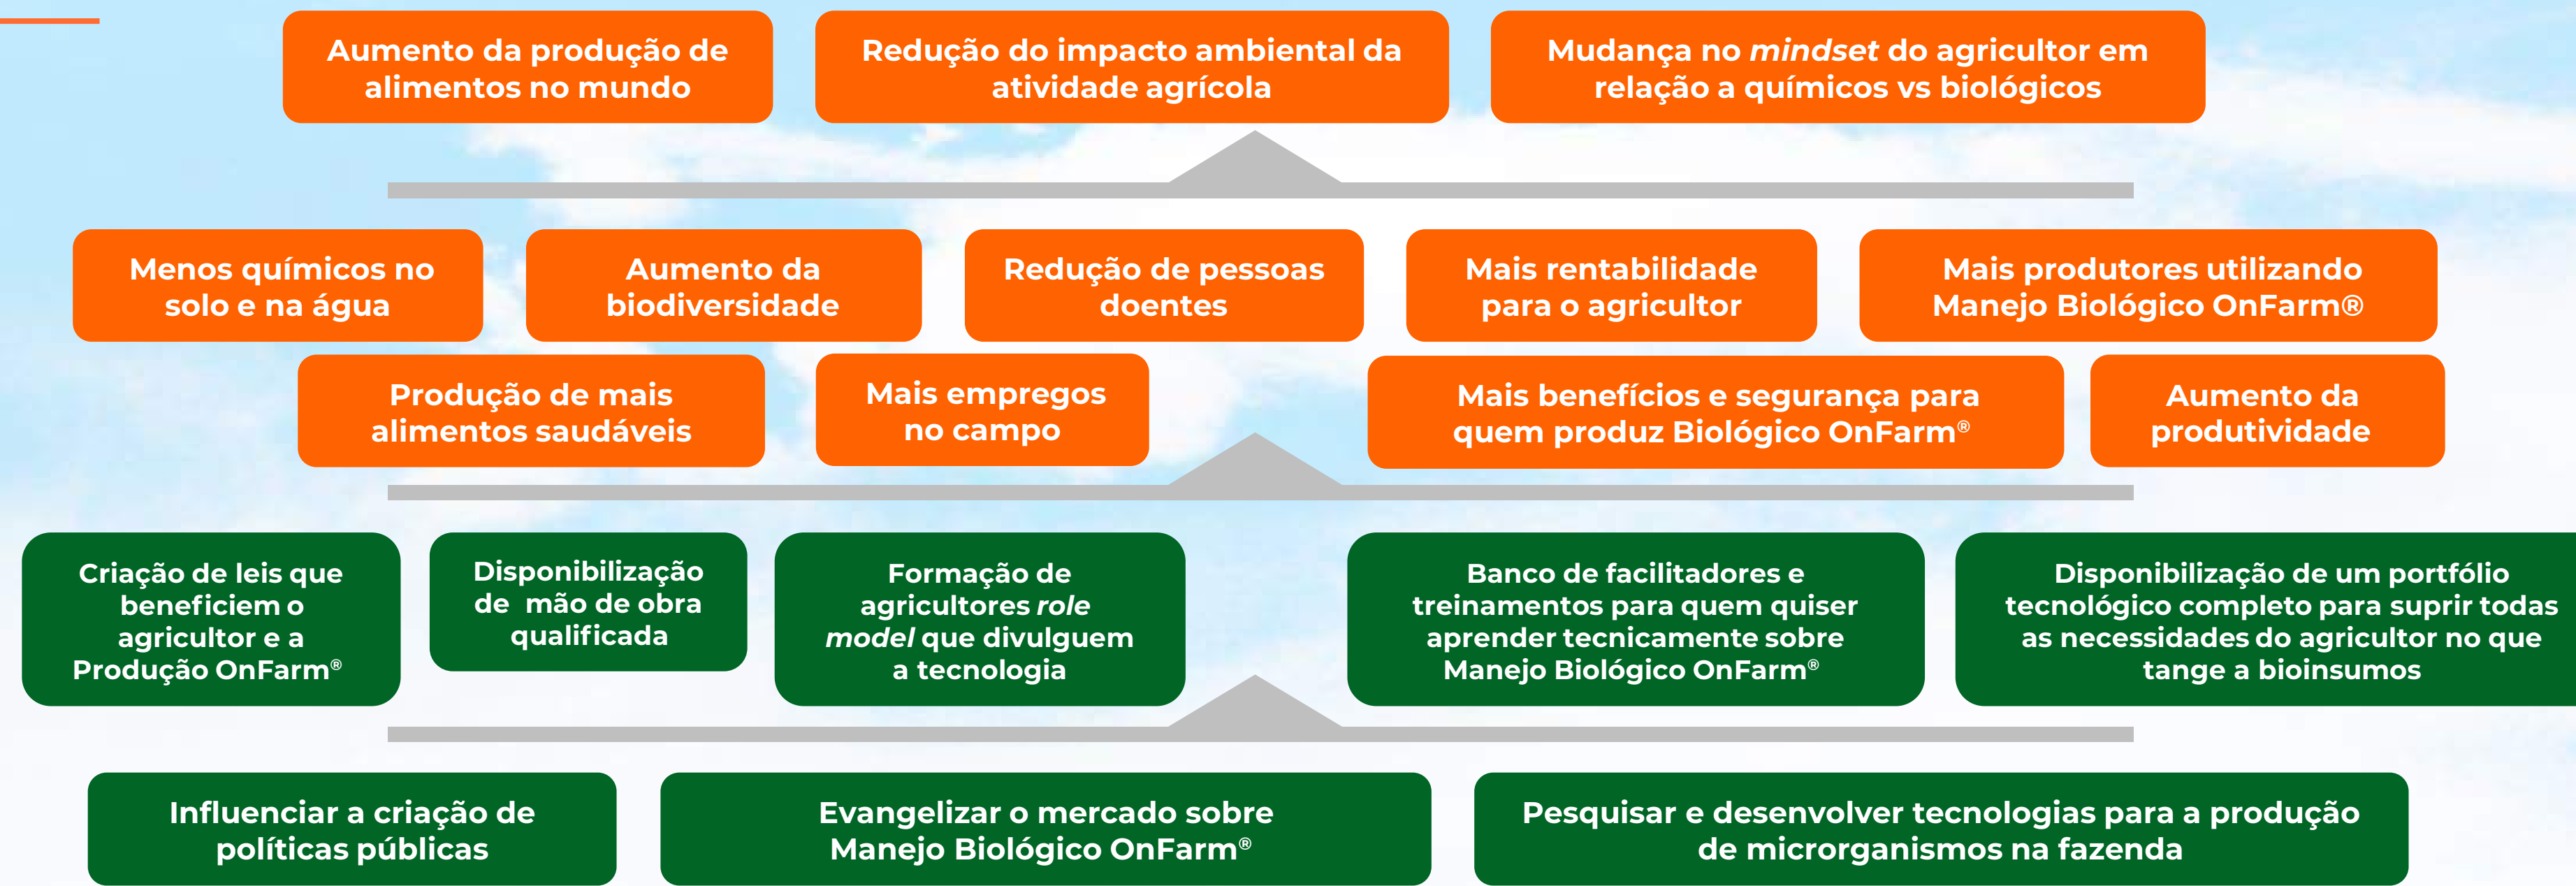 Aumento da produção de
alimentos no mundo
Redução do impacto ambiental da
atividade agrícola
Mudança no mindset do agricultor em
relação a químicos vs biológicos
Menos químicos no
solo e na água
Aumento da
biodiversidade
Redução de pessoas
doentes
Mais rentabilidade
para o agricultor
Mais produtores utilizando
Manejo Biológico OnFarm®
Produção de mais
alimentos saudáveis
Mais empregos
no campo
Mais benefícios e segurança para
quem produz Biológico OnFarm®
Aumento da
produtividade
Criação de leis que
beneficiem o
agricultor e a
Produção OnFarm®
Disponibilização
de mão de obra
qualificada
Formação de
agricultores role
model que divulguem
a tecnologia
Banco de facilitadores e
treinamentos para quem quiser
aprender tecnicamente sobre
Manejo Biológico OnFarm®
Disponibilização de um portfólio
tecnológico completo para suprir todas
as necessidades do agricultor no que
tange a bioinsumos
Influenciar a criação de
políticas públicas
Evangelizar o mercado sobre
Manejo Biológico OnFarm®
Pesquisar e desenvolver tecnologias para a produção
de microrganismos na fazenda